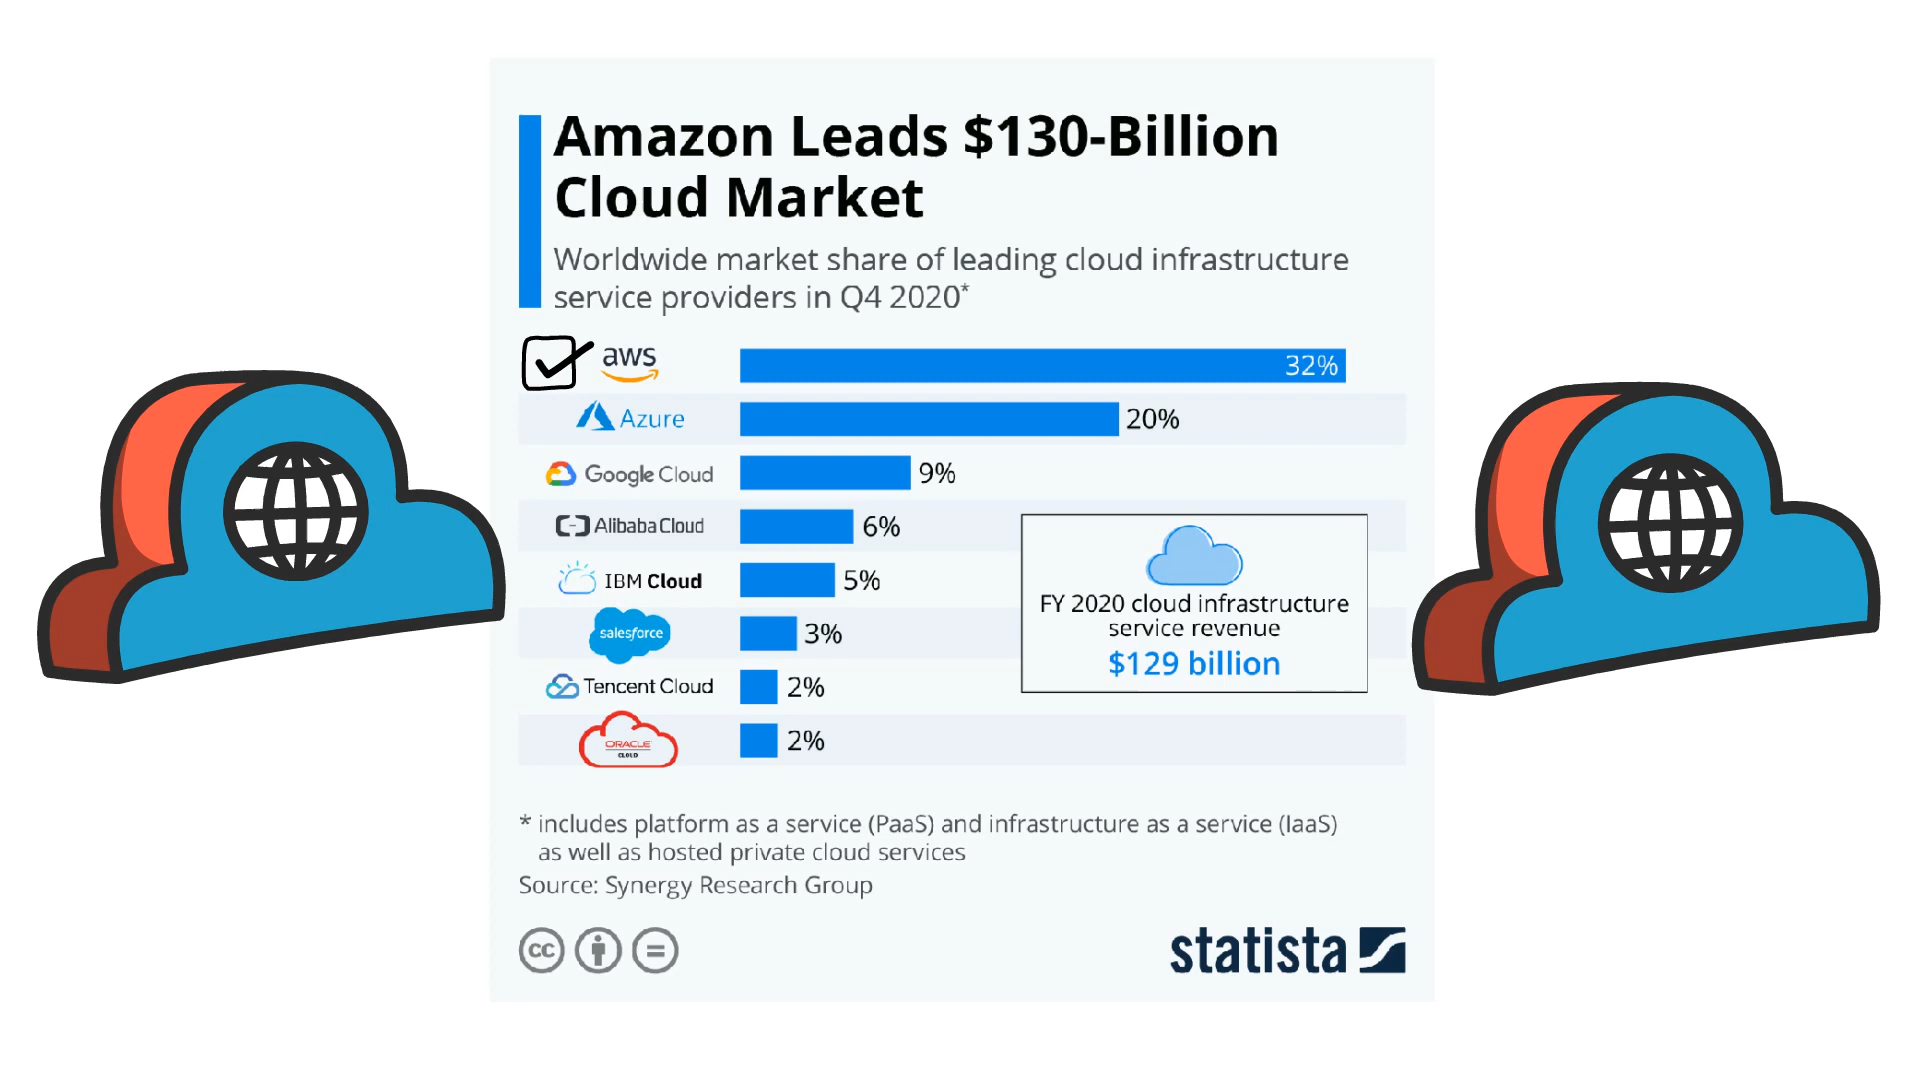 Amazon Leads $130-Billion
Cloud Market
Worldwide market share of leading cloud infrastructure
service providers in Q4 2020*
aws 32%
Azure 20%
Google Cloud 9%
Alibaba Cloud 6%
IBM Cloud 5%
salesforce 3%
Tencent Cloud 2%
ORACLE
CLOUD
2%
FY 2020 cloud infrastructure
service revenue
$129 billion
* includes platform as a service (PaaS) and infrastructure as a service (IaaS)
as well as hosted private cloud services
Source: Synergy Research Group
cc =
statista